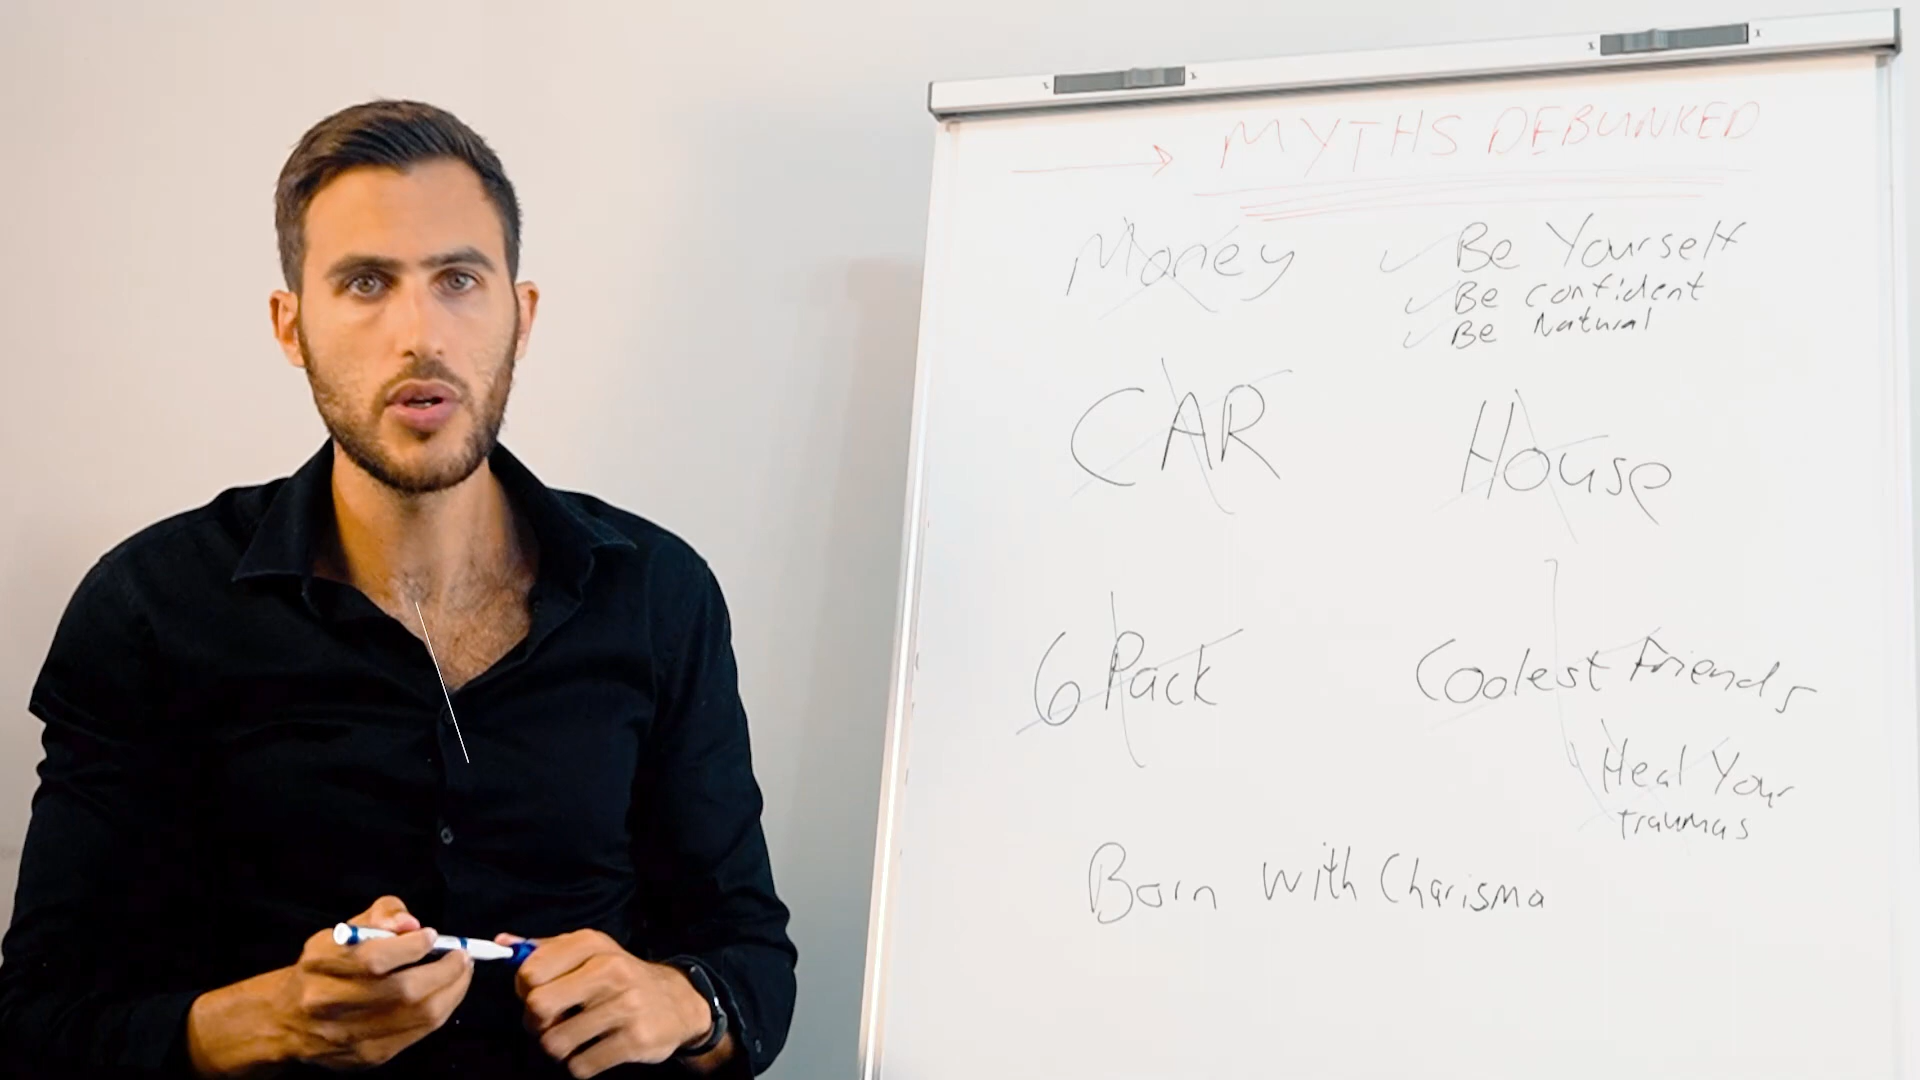 MYTHS DEBUNKED
Money
Be Yourself
Be confident
Be Natural
CAR
House
6 Pack
Coolest Friends
Heal Your
traumas
Born with Charisma